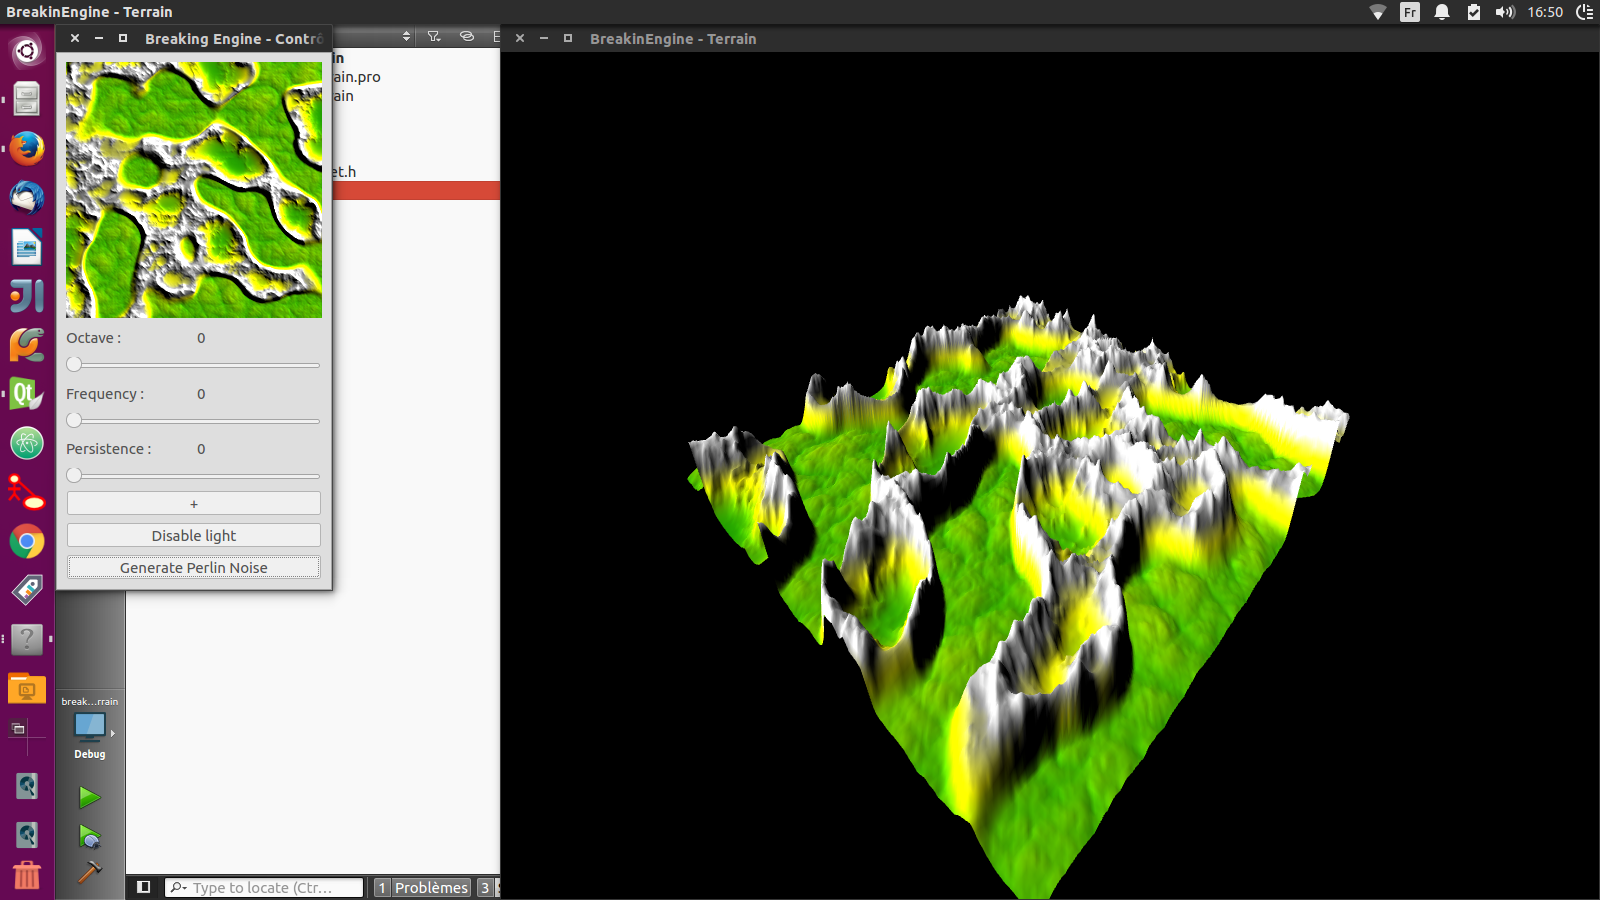 BreakinEngine - Terrain
Fr
16:50
Breaking Engine - Contrô
BreakinEngine - Terrain
in
ain.pro
ain
et.h
Octave : 0
Frequency : 0
Persistence : 0
+
Disable light
Generate Perlin Noise
Qt
?
break...rrain
Debug
Type to locate (Ctr...
1 Problèmes 3